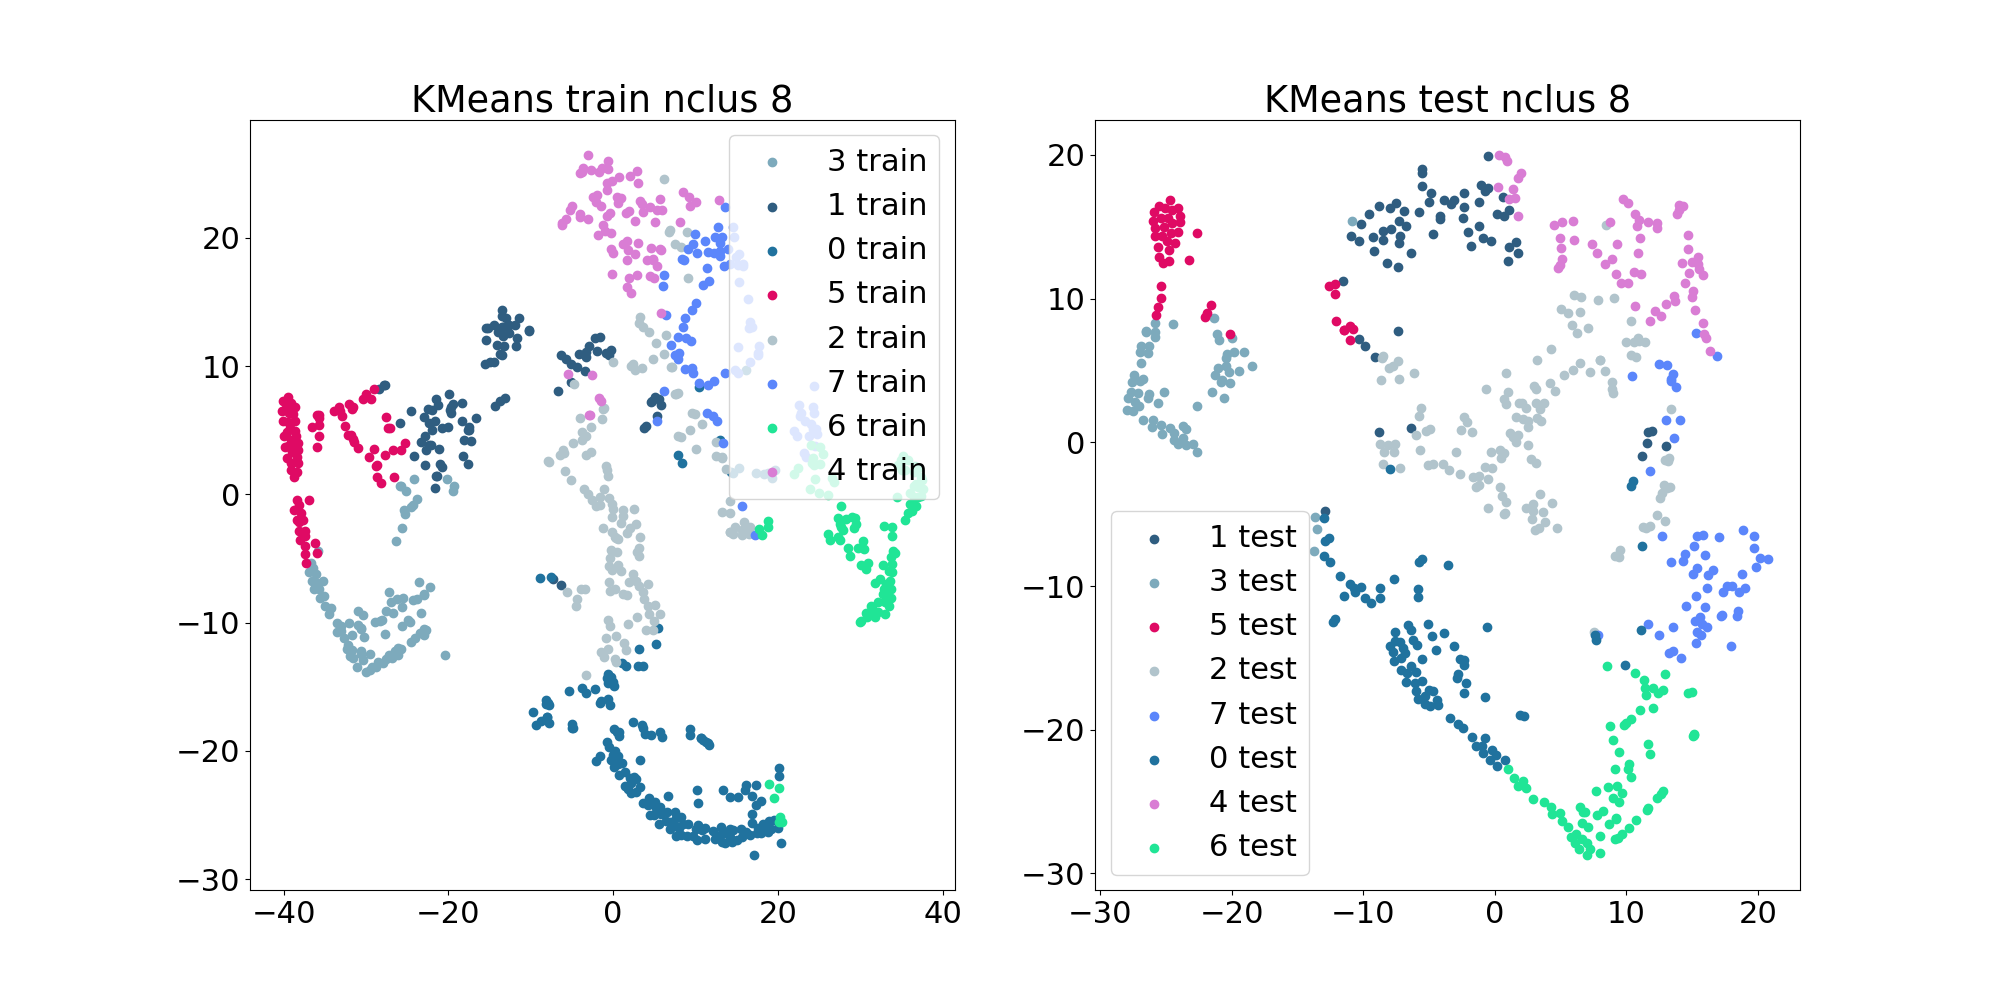 KMeans train nclus 8
20
10
0
−10
−20
−30
−40
−20
0
20
40
3 train
1 train
0 train
5 train
2 train
7 train
6 train
4 train
KMeans test nclus 8
20
10
0
−10
−20
−30
−30
−20
−10
0
10
20
1 test
3 test
5 test
2 test
7 test
0 test
4 test
6 test